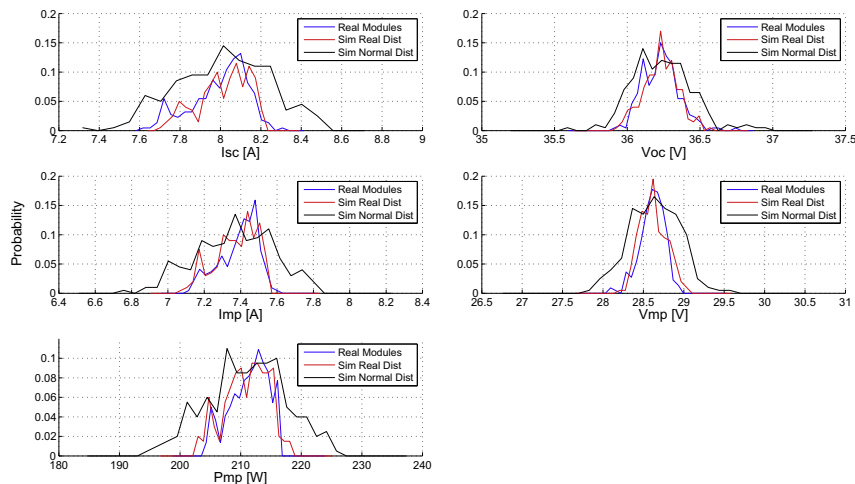 0.2
0.15
0.1
0.05
0
7.2 7.4 7.6 7.8 8 8.2 8.4 8.6 8.8 9
Isc [A]
Real Modules
Sim Real Dist
Sim Normal Dist
0.2
0.15
0.1
0.05
0
35 35.5 36 36.5 37 37.5
Voc [V]
Real Modules
Sim Real Dist
Sim Normal Dist
Probability
0.2
0.15
0.1
0.05
0
6.4 6.6 6.8 7 7.2 7.4 7.6 7.8 8 8.2 8.4
Imp [A]
Real Modules
Sim Real Dist
Sim Normal Dist
0.2
0.15
0.1
0.05
0
26.5 27 27.5 28 28.5 29 29.5 30 30.5 31
Vmp [V]
Real Modules
Sim Real Dist
Sim Normal Dist
0.1
0.08
0.06
0.04
0.02
0
180 190 200 210 220 230 240
Pmp [W]
Real Modules
Sim Real Dist
Sim Normal Dist